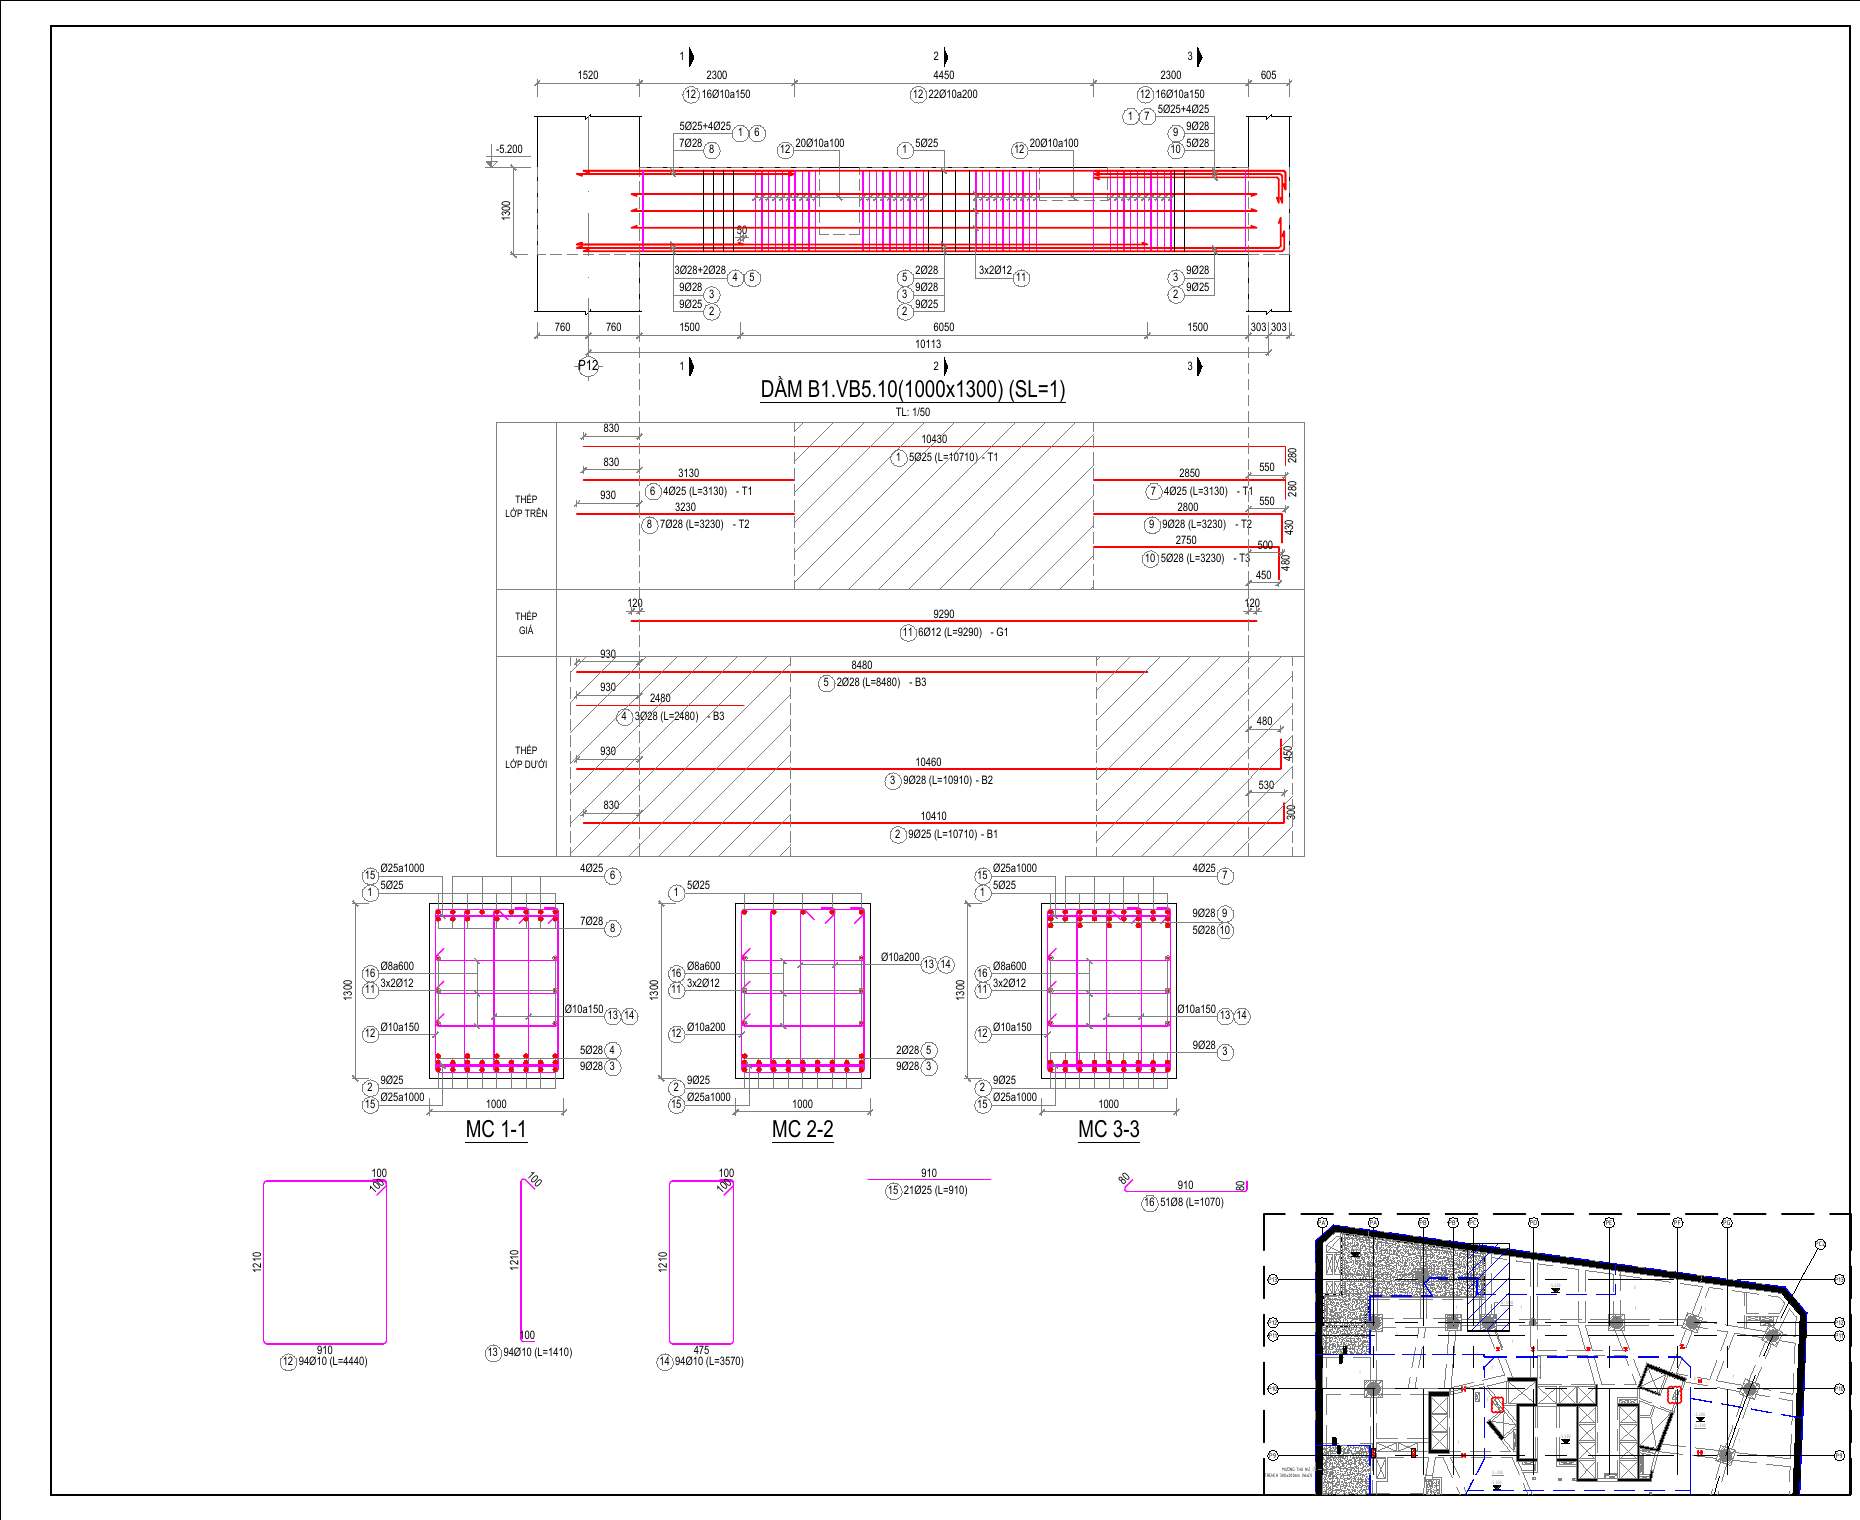 1 2 3
1520 2300 4450 2300 605
12 16Ø10a150 12 22Ø10a200 12 16Ø10a150
5Ø25+4Ø25 1 6
7Ø28 8
12 20Ø10a100
1 5Ø25
12 20Ø10a100
1 7 5Ø25+4Ø25
9 9Ø28
10 5Ø28
-5.200
1300
50
3Ø28+2Ø28 4 5
9Ø28 3
9Ø25 2
5 2Ø28
3 9Ø28
2 9Ø25
3x2Ø12 11
3 9Ø28
2 9Ø25
760 760 1500 6050 1500 303 303
10113
P12
1 2 3
DẦM B1.VB5.10(1000x1300) (SL=1)
TL: 1/50
THÉP
LỚP TRÊN
830 10430 280
1 5Ø25 (L=10710) - T1
830 3130 2850 550 280
6 4Ø25 (L=3130) - T1
7 4Ø25 (L=3130) - T1
930 3230 2800 550 430
8 7Ø28 (L=3230) - T2
9 9Ø28 (L=3230) - T2
2750 500 480
10 5Ø28 (L=3230) - T3
450
THÉP
GIÁ
120 9290 120
11 6Ø12 (L=9290) - G1
THÉP
LỚP DƯỚI
930 8480
5 2Ø28 (L=8480) - B3
930 2480
4 3Ø28 (L=2480) - B3
930 10460 480 450
3 9Ø28 (L=10910) - B2
830 10410 530 300
2 9Ø25 (L=10710) - B1
15 Ø25a1000 4Ø25 6
1 5Ø25
7Ø28 8
Ø8a600
16
3x2Ø12
11
1300
Ø10a150 13 14
12 Ø10a150
5Ø28 4
9Ø28 3
2 9Ø25
15 Ø25a1000
1000
MC 1-1
1 5Ø25
Ø10a200 13 14
Ø8a600
16
3x2Ø12
11
1300
12 Ø10a200
2Ø28 5
9Ø28 3
2 9Ø25
15 Ø25a1000
1000
MC 2-2
15 Ø25a1000 4Ø25 7
1 5Ø25
9Ø28 9
5Ø28 10
Ø8a600
16
3x2Ø12
11
1300
Ø10a150 13 14
12 Ø10a150
9Ø28 3
2 9Ø25
15 Ø25a1000
1000
MC 3-3
100
100
1210
910
12 94Ø10 (L=4440)
100
1210
100
13 94Ø10 (L=1410)
100
100
1210
475
14 94Ø10 (L=3570)
910
15 21Ø25 (L=910)
80 910 80
16 51Ø8 (L=1070)